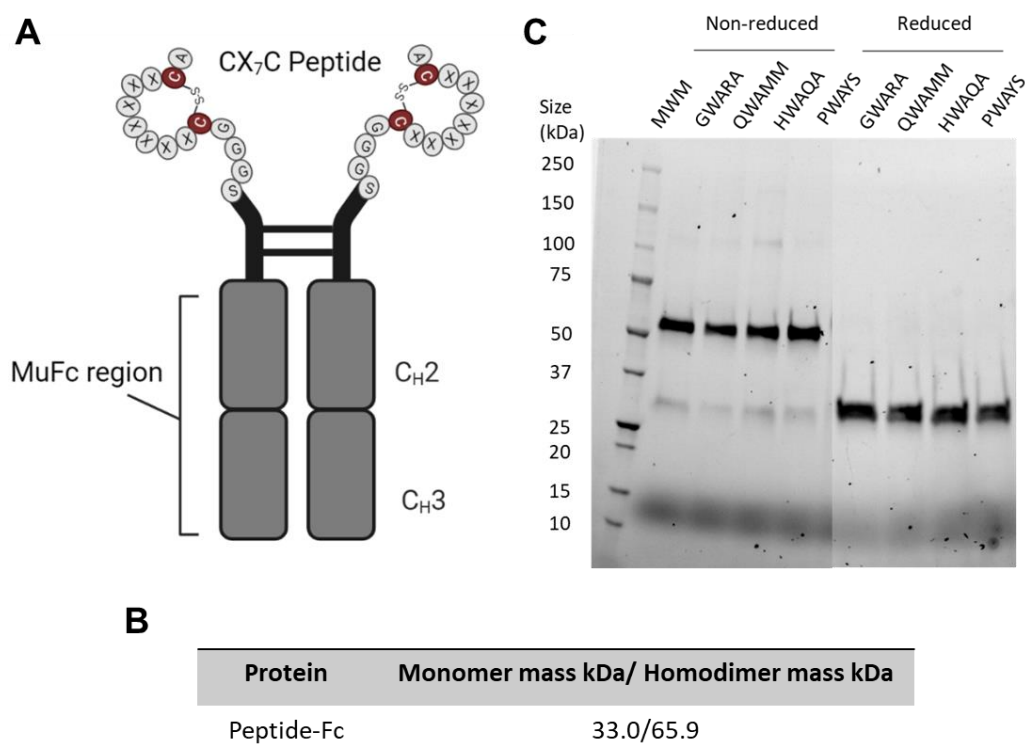 A
CX₇C Peptide
A
C
X
X
X
X
X
X
X
S
S
C
G
G
G
S
A
C
X
X
X
X
X
X
X
S
S
C
G
G
G
S
MuFc region
C_H2
C_H3
C
Non-reduced Reduced
MWM GWARA QWAMM HWAQA PWAYS GWARA QWAMM HWAQA PWAYS
Size
(kDa)
250
150
100
75
50
37
25
20
15
10
B
Protein Monomer mass kDa/ Homodimer mass kDa
Peptide-Fc 33.0/65.9